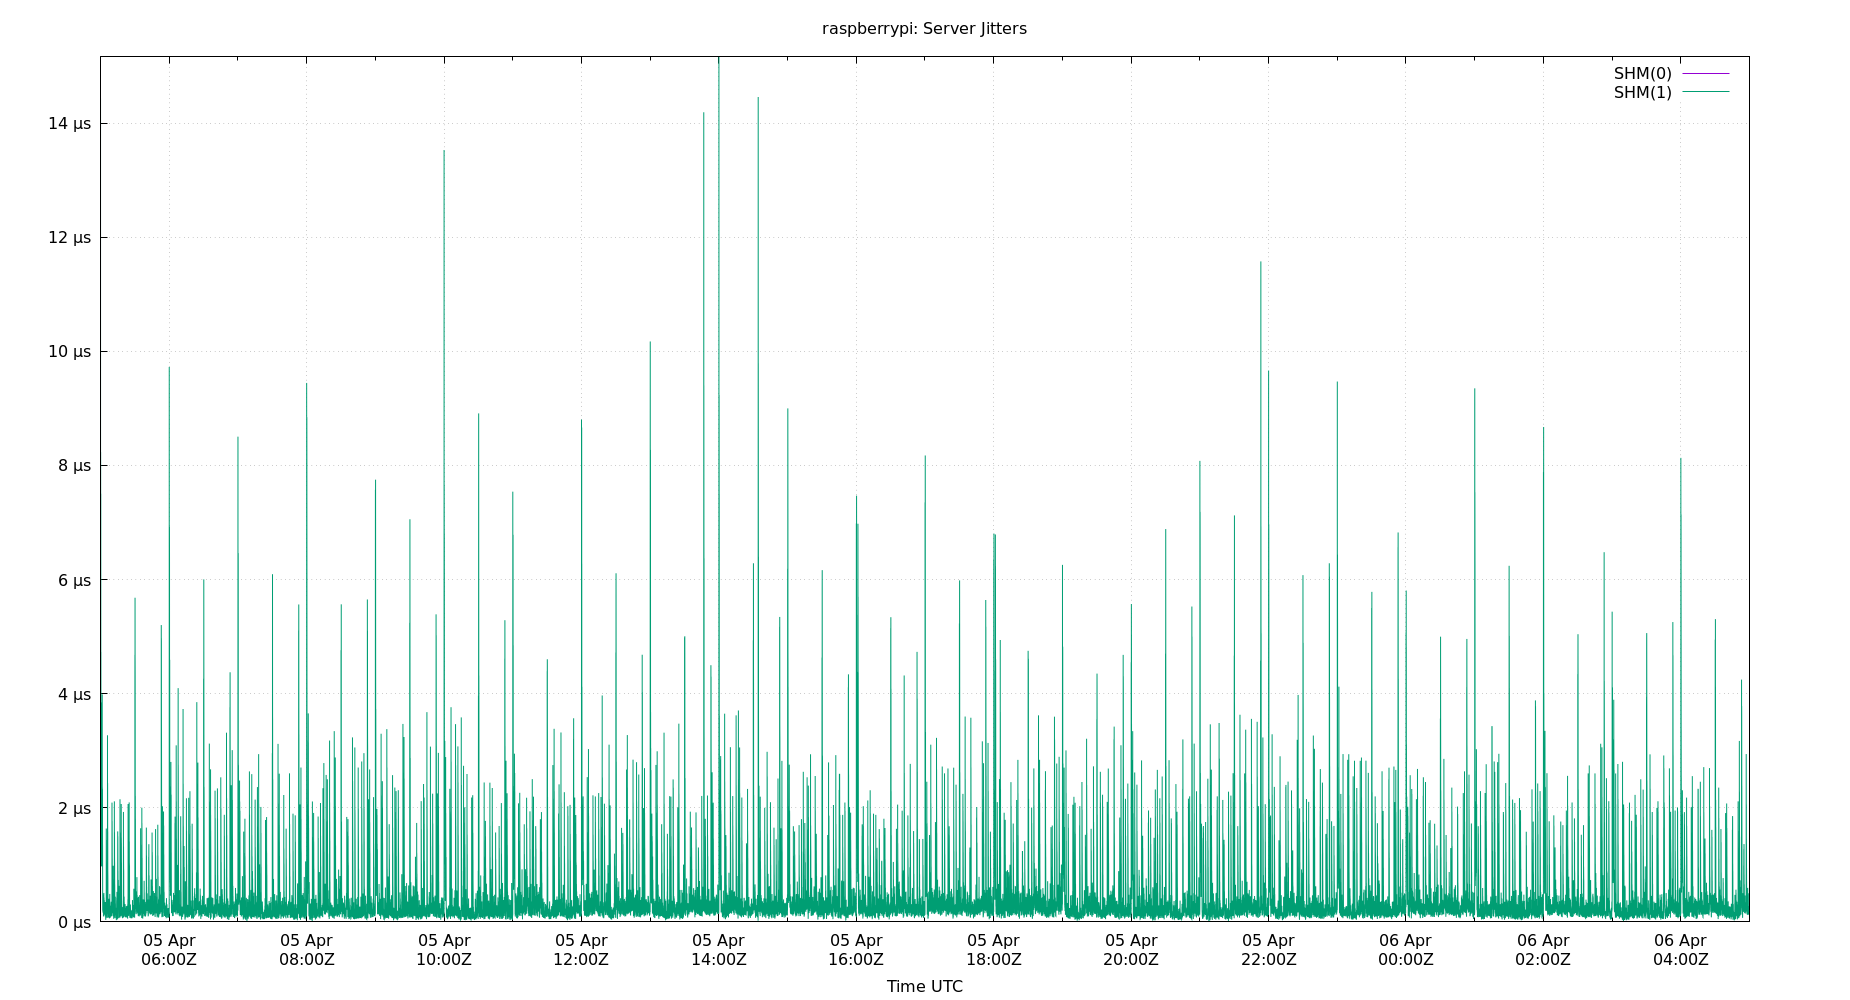 raspberrypi: Server Jitters
SHM(0)
SHM(1)
14 µs
12 µs
10 µs
8 µs
6 µs
4 µs
2 µs
0 µs
05 Apr 05 Apr 05 Apr 05 Apr 05 Apr 05 Apr 05 Apr 05 Apr 05 Apr 06 Apr 06 Apr 06 Apr
06:00Z 08:00Z 10:00Z 12:00Z 14:00Z 16:00Z 18:00Z 20:00Z 22:00Z 00:00Z 02:00Z 04:00Z
Time UTC